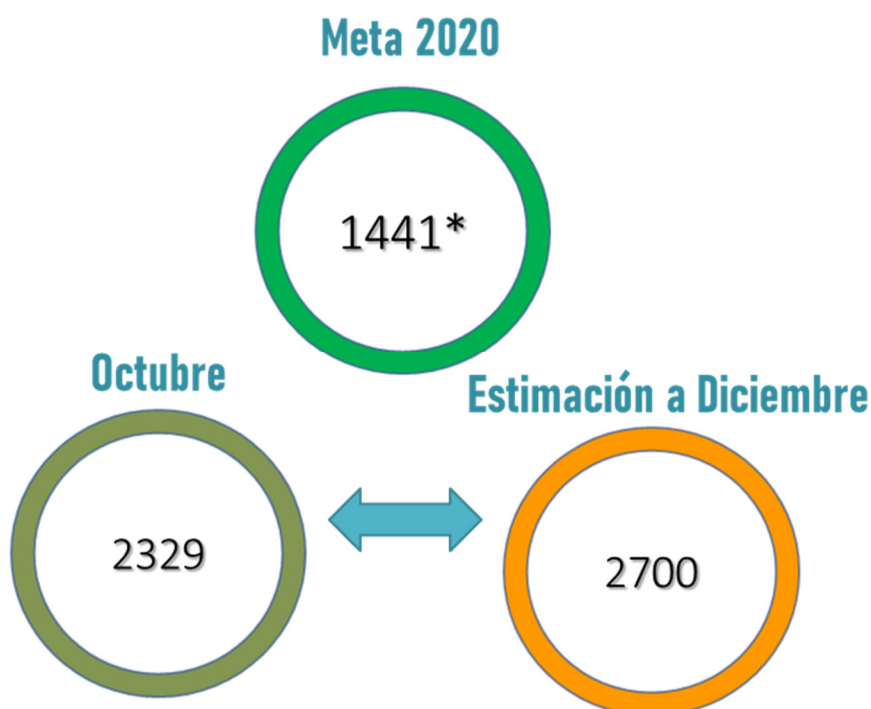 Meta 2020
1441*
Octubre
Estimación a Diciembre
2329
2700